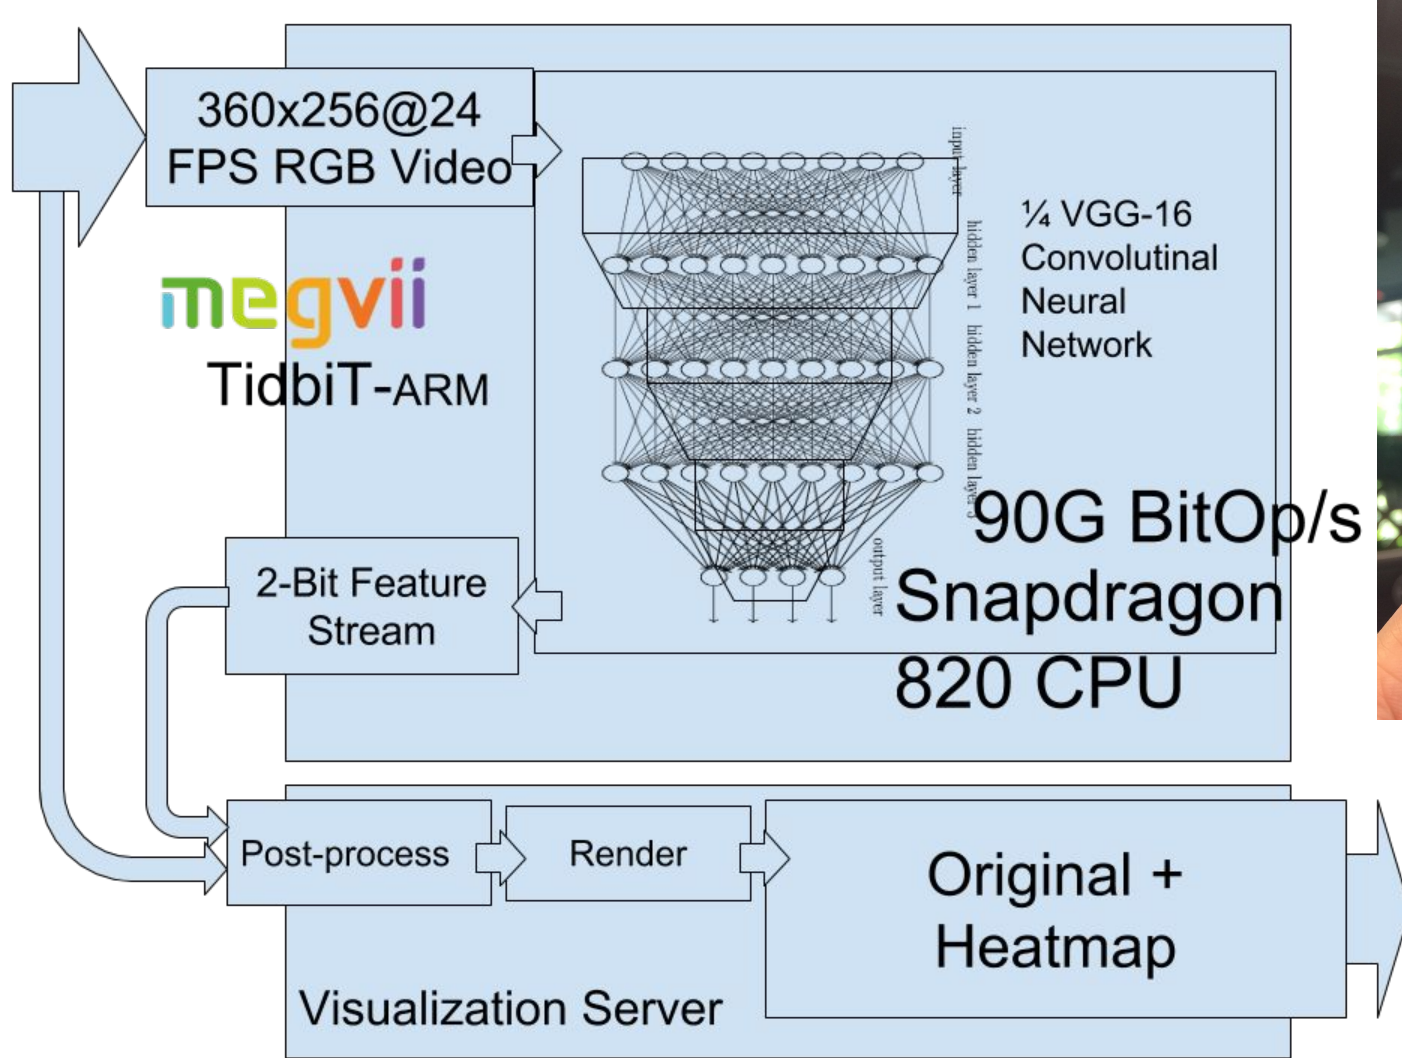 360x256@24
FPS RGB Video
megvii
TidbiT-ARM
input layer
hidden layer 1
hidden layer 2
hidden layer 3
output layer
¼ VGG-16
Convolutinal
Neural
Network
90G BitOp/s
Snapdragon
820 CPU
2-Bit Feature
Stream
Post-process
Render
Original +
Heatmap
Visualization Server